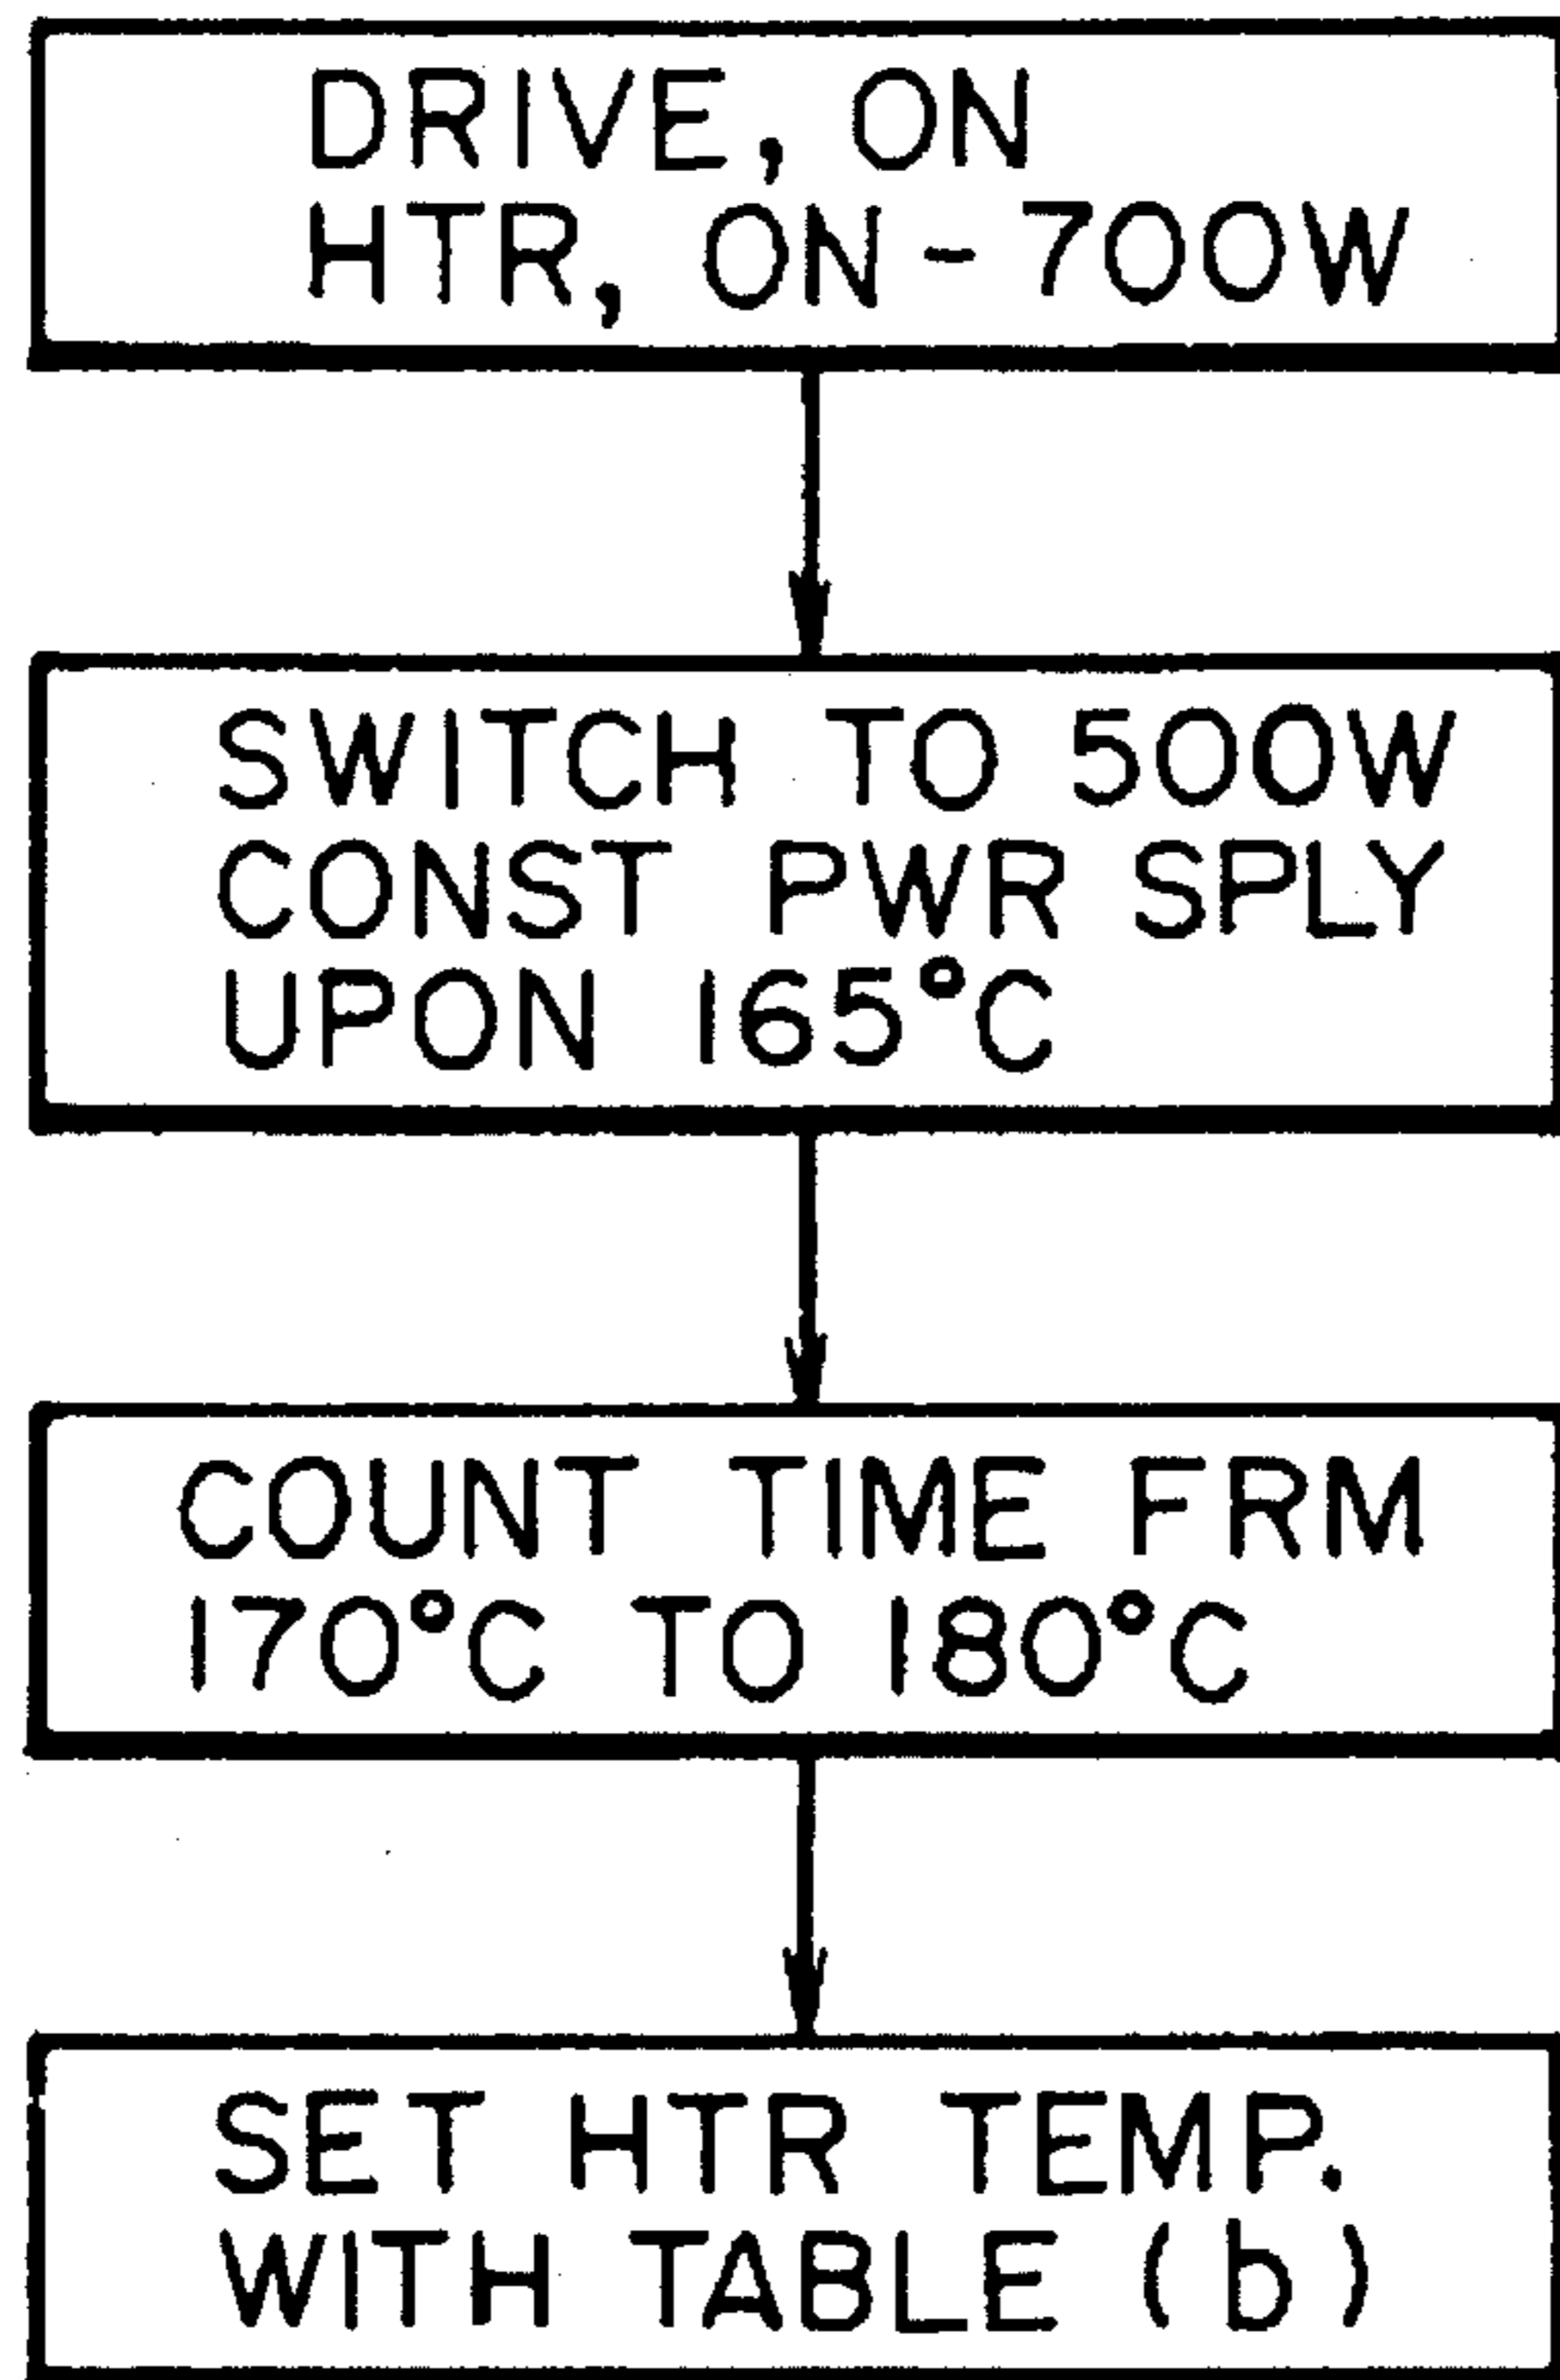 DRIVE, ON
HTR, ON - 700W
SWITCH TO 500W
CONST PWR SPLY
UPON 165°C
COUNT TIME FRM
170°C TO 180°C
SET HTR TEMP.
WITH TABLE (b)